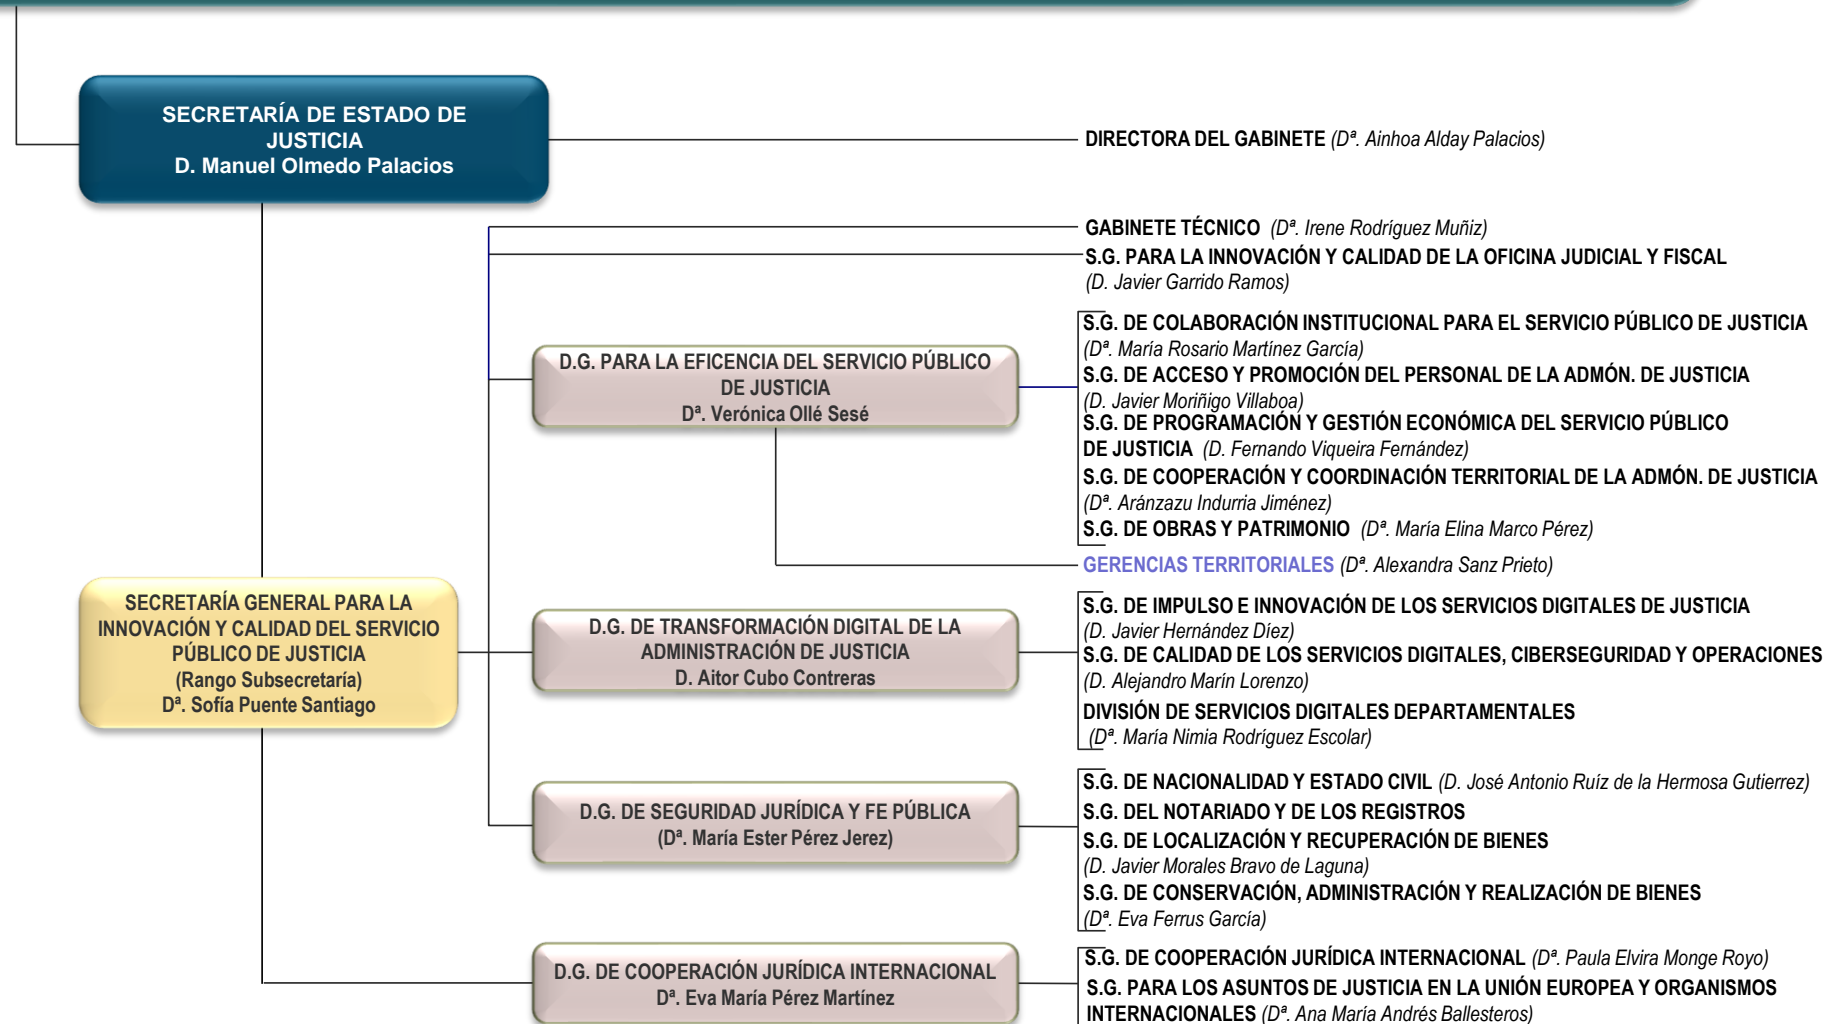 SECRETARÍA DE ESTADO DE
JUSTICIA
D. Manuel Olmedo Palacios
DIRECTORA DEL GABINETE (Dª. Ainhoa Alday Palacios)
GABINETE TÉCNICO (Dª. Irene Rodríguez Muñiz)
S.G. PARA LA INNOVACIÓN Y CALIDAD DE LA OFICINA JUDICIAL Y FISCAL
(D. Javier Garrido Ramos)
D.G. PARA LA EFICENCIA DEL SERVICIO PÚBLICO
DE JUSTICIA
Dª. Verónica Ollé Sesé
S.G. DE COLABORACIÓN INSTITUCIONAL PARA EL SERVICIO PÚBLICO DE JUSTICIA
(Dª. María Rosario Martínez García)
S.G. DE ACCESO Y PROMOCIÓN DEL PERSONAL DE LA ADMÓN. DE JUSTICIA
(D. Javier Moriñigo Villaboa)
S.G. DE PROGRAMACIÓN Y GESTIÓN ECONÓMICA DEL SERVICIO PÚBLICO
DE JUSTICIA (D. Fernando Viqueira Fernández)
S.G. DE COOPERACIÓN Y COORDINACIÓN TERRITORIAL DE LA ADMÓN. DE JUSTICIA
(Dª. Aránzazu Indurria Jiménez)
S.G. DE OBRAS Y PATRIMONIO (Dª. María Elina Marco Pérez)
GERENCIAS TERRITORIALES (Dª. Alexandra Sanz Prieto)
SECRETARÍA GENERAL PARA LA
INNOVACIÓN Y CALIDAD DEL SERVICIO
PÚBLICO DE JUSTICIA
(Rango Subsecretaría)
Dª. Sofía Puente Santiago
D.G. DE TRANSFORMACIÓN DIGITAL DE LA
ADMINISTRACIÓN DE JUSTICIA
D. Aitor Cubo Contreras
S.G. DE IMPULSO E INNOVACIÓN DE LOS SERVICIOS DIGITALES DE JUSTICIA
(D. Javier Hernández Díez)
S.G. DE CALIDAD DE LOS SERVICIOS DIGITALES, CIBERSEGURIDAD Y OPERACIONES
(D. Alejandro Marín Lorenzo)
DIVISIÓN DE SERVICIOS DIGITALES DEPARTAMENTALES
(Dª. María Nimia Rodríguez Escolar)
D.G. DE SEGURIDAD JURÍDICA Y FE PÚBLICA
(Dª. María Ester Pérez Jerez)
S.G. DE NACIONALIDAD Y ESTADO CIVIL (D. José Antonio Ruíz de la Hermosa Gutierrez)
S.G. DEL NOTARIADO Y DE LOS REGISTROS
S.G. DE LOCALIZACIÓN Y RECUPERACIÓN DE BIENES
(D. Javier Morales Bravo de Laguna)
S.G. DE CONSERVACIÓN, ADMINISTRACIÓN Y REALIZACIÓN DE BIENES
(Dª. Eva Ferrus García)
D.G. DE COOPERACIÓN JURÍDICA INTERNACIONAL
Dª. Eva María Pérez Martínez
S.G. DE COOPERACIÓN JURÍDICA INTERNACIONAL (Dª. Paula Elvira Monge Royo)
S.G. PARA LOS ASUNTOS DE JUSTICIA EN LA UNIÓN EUROPEA Y ORGANISMOS
INTERNACIONALES (Dª. Ana María Andrés Ballesteros)